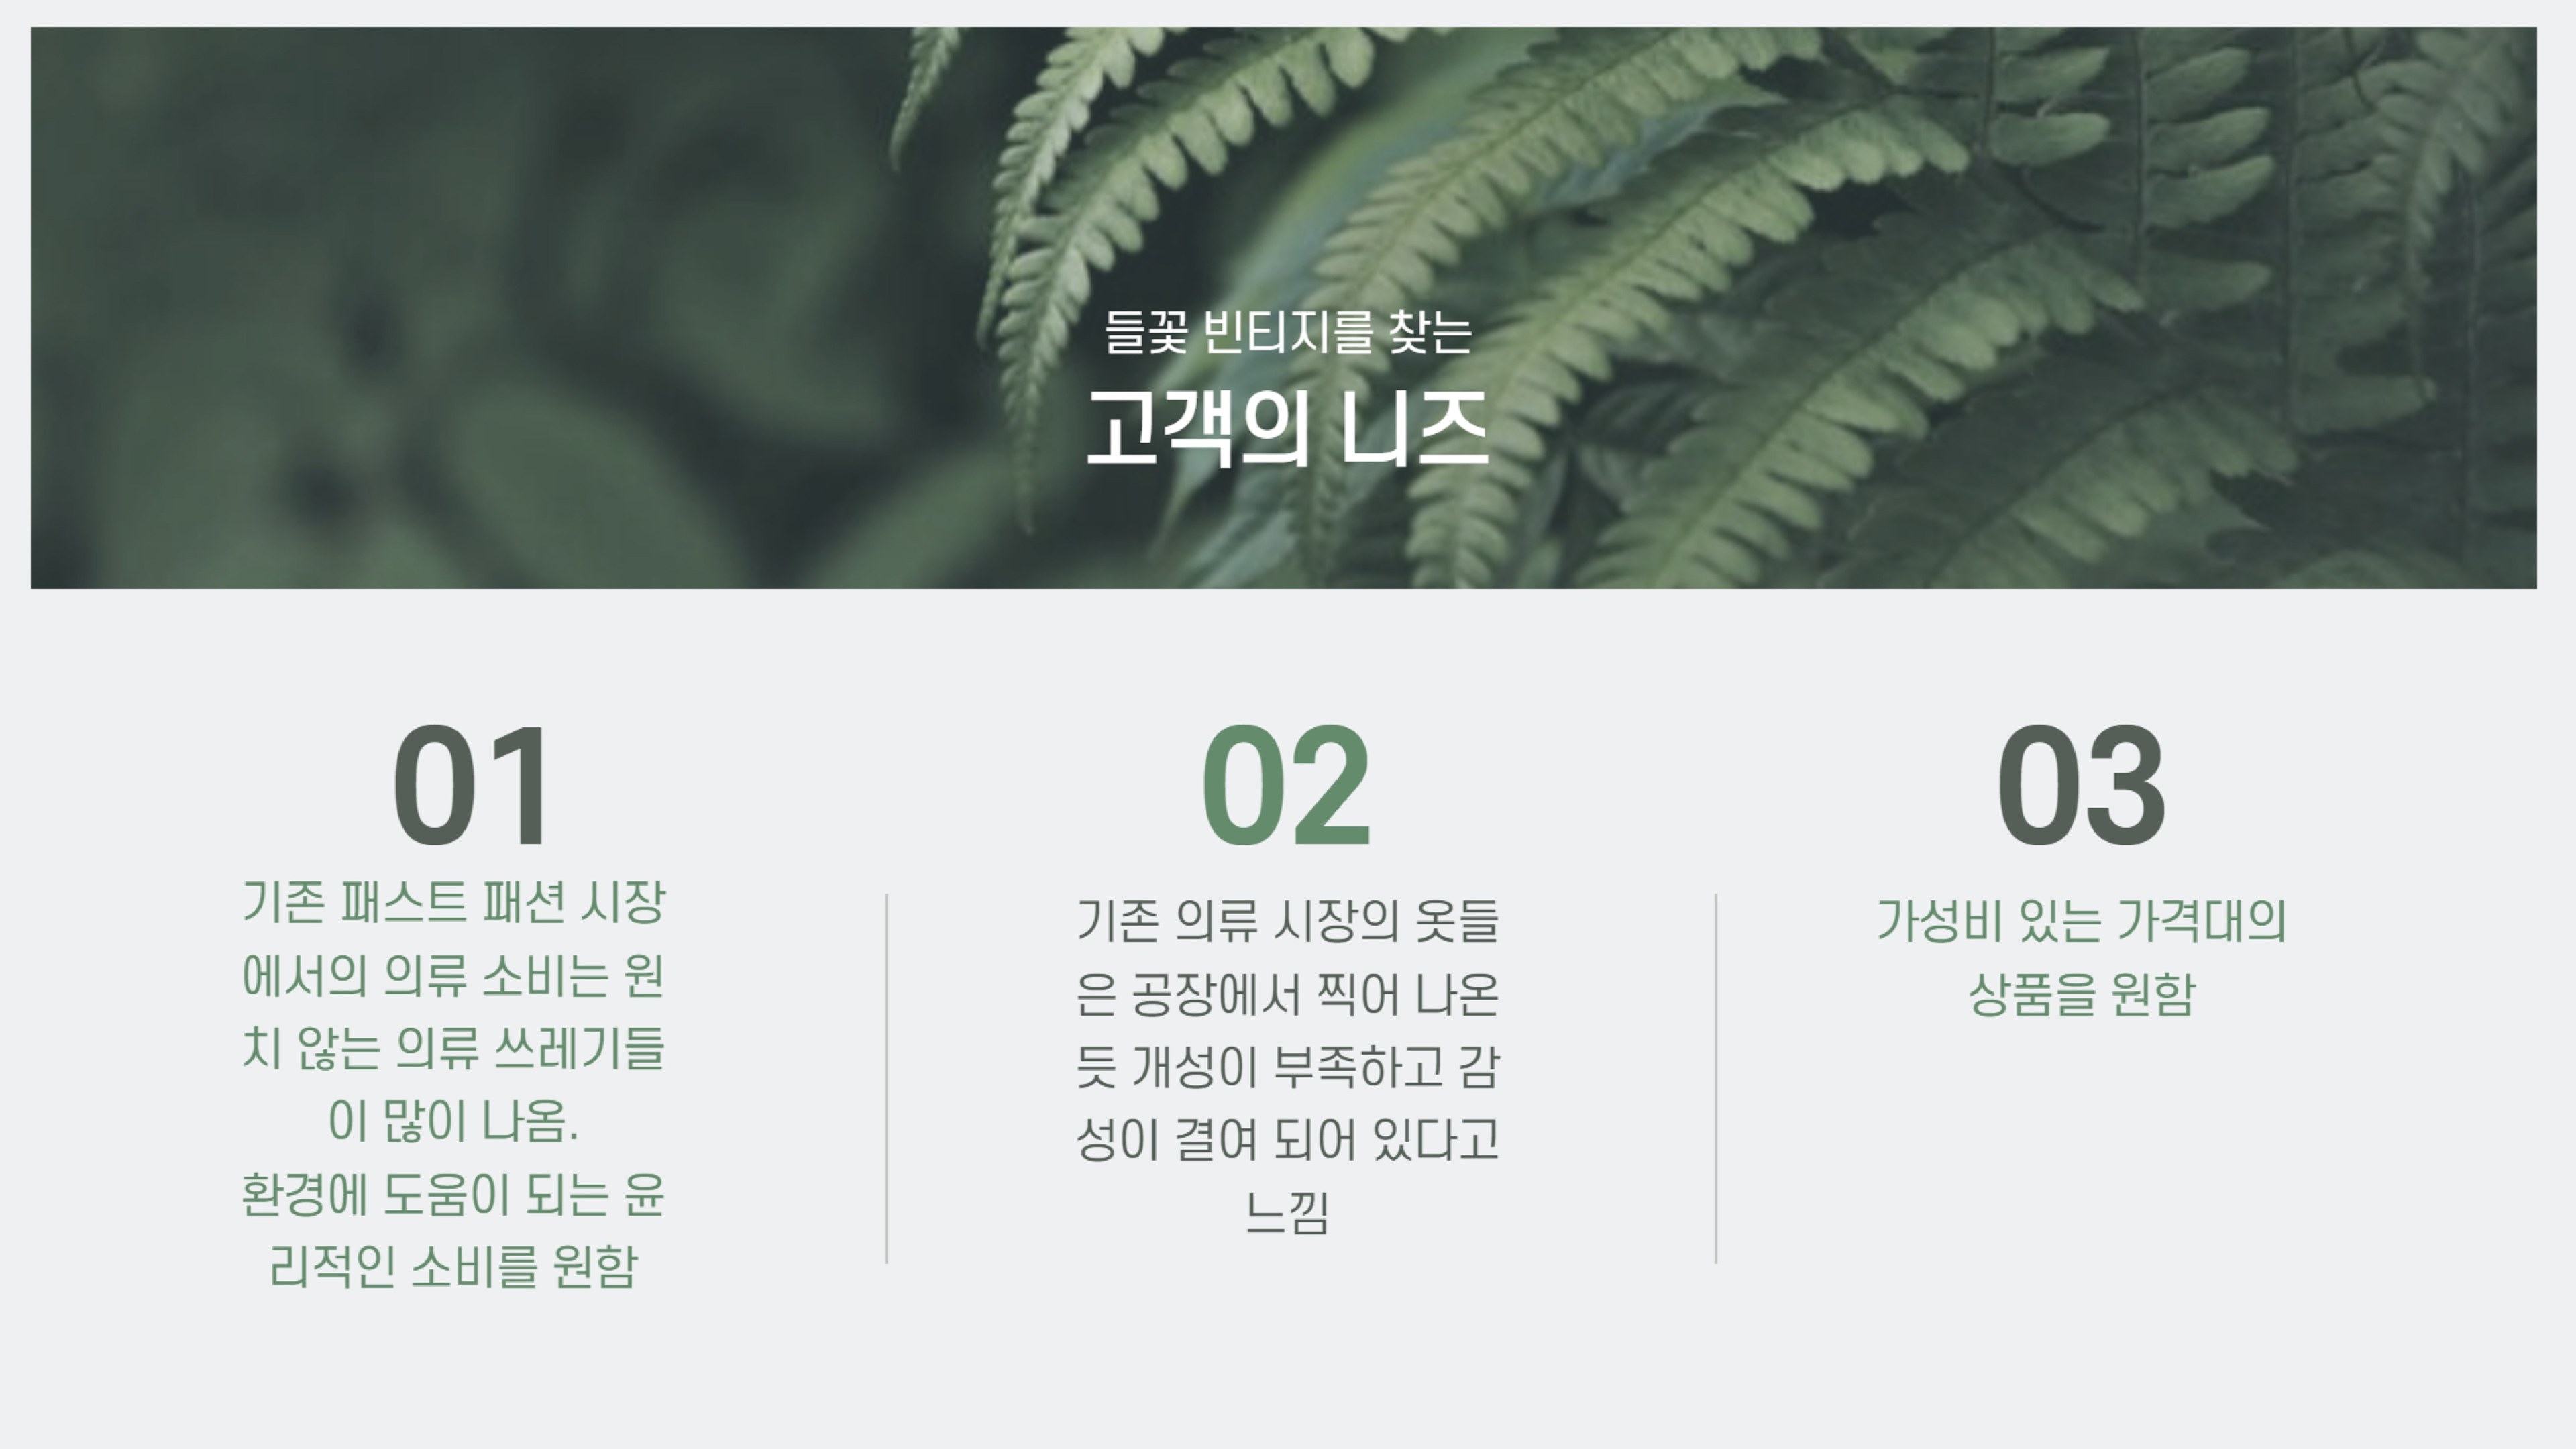 들꽃 빈티지를 찾는
고객의 니즈
01
기존 패스트 패션 시장
에서의 의류 소비는 원
치 않는 의류 쓰레기들
이 많이 나옴.
환경에 도움이 되는 윤
리적인 소비를 원함
02
기존 의류 시장의 옷들
은 공장에서 찍어 나온
듯 개성이 부족하고 감
성이 결여 되어 있다고
느낌
03
가성비 있는 가격대의
상품을 원함